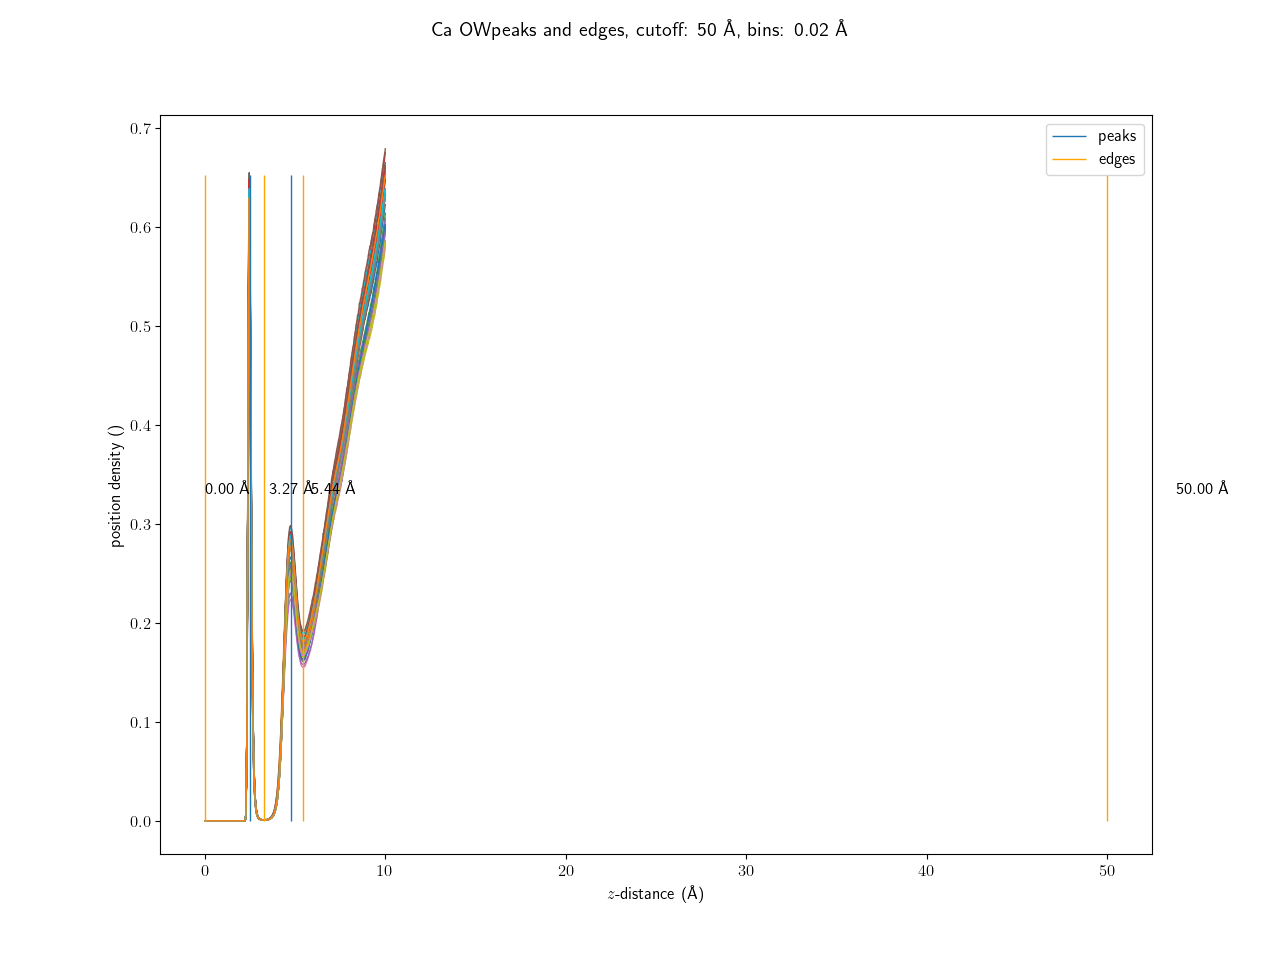 Ca OWpeaks and edges, cutoff: 50 Å, bins: 0.02 Å
peaks
edges
0.7
0.6
0.5
0.4
0.3
0.2
0.1
0.0
position density ()
0.00 Å
3.27 Å
5.44 Å
50.00 Å
0
10
20
30
40
50
z-distance (Å)